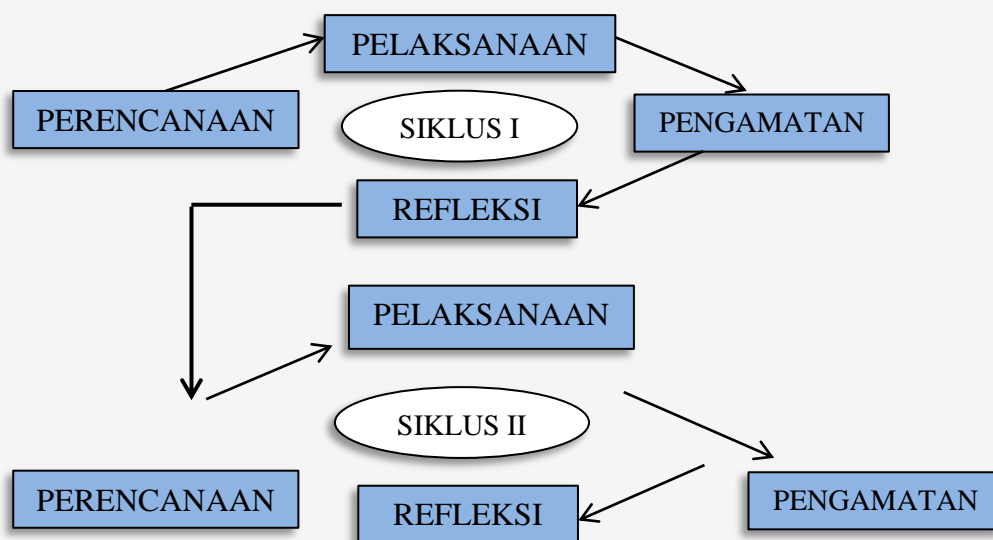 PELAKSANAAN
PERENCANAAN
SIKLUS I
PENGAMATAN
REFLEKSI
PELAKSANAAN
SIKLUS II
PERENCANAAN
REFLEKSI
PENGAMATAN